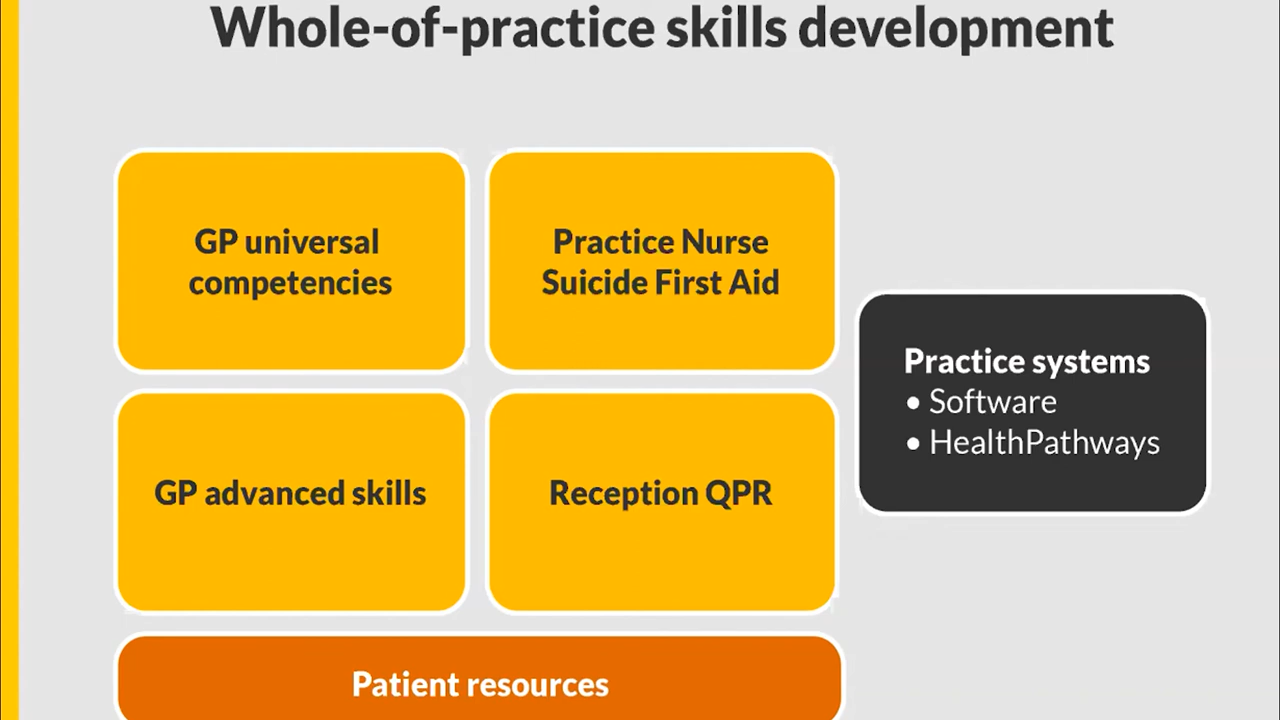 Whole-of-practice skills development
GP universal
competencies
Practice Nurse
Suicide First Aid
Practice systems
• Software
• HealthPathways
GP advanced skills
Reception QPR
Patient resources